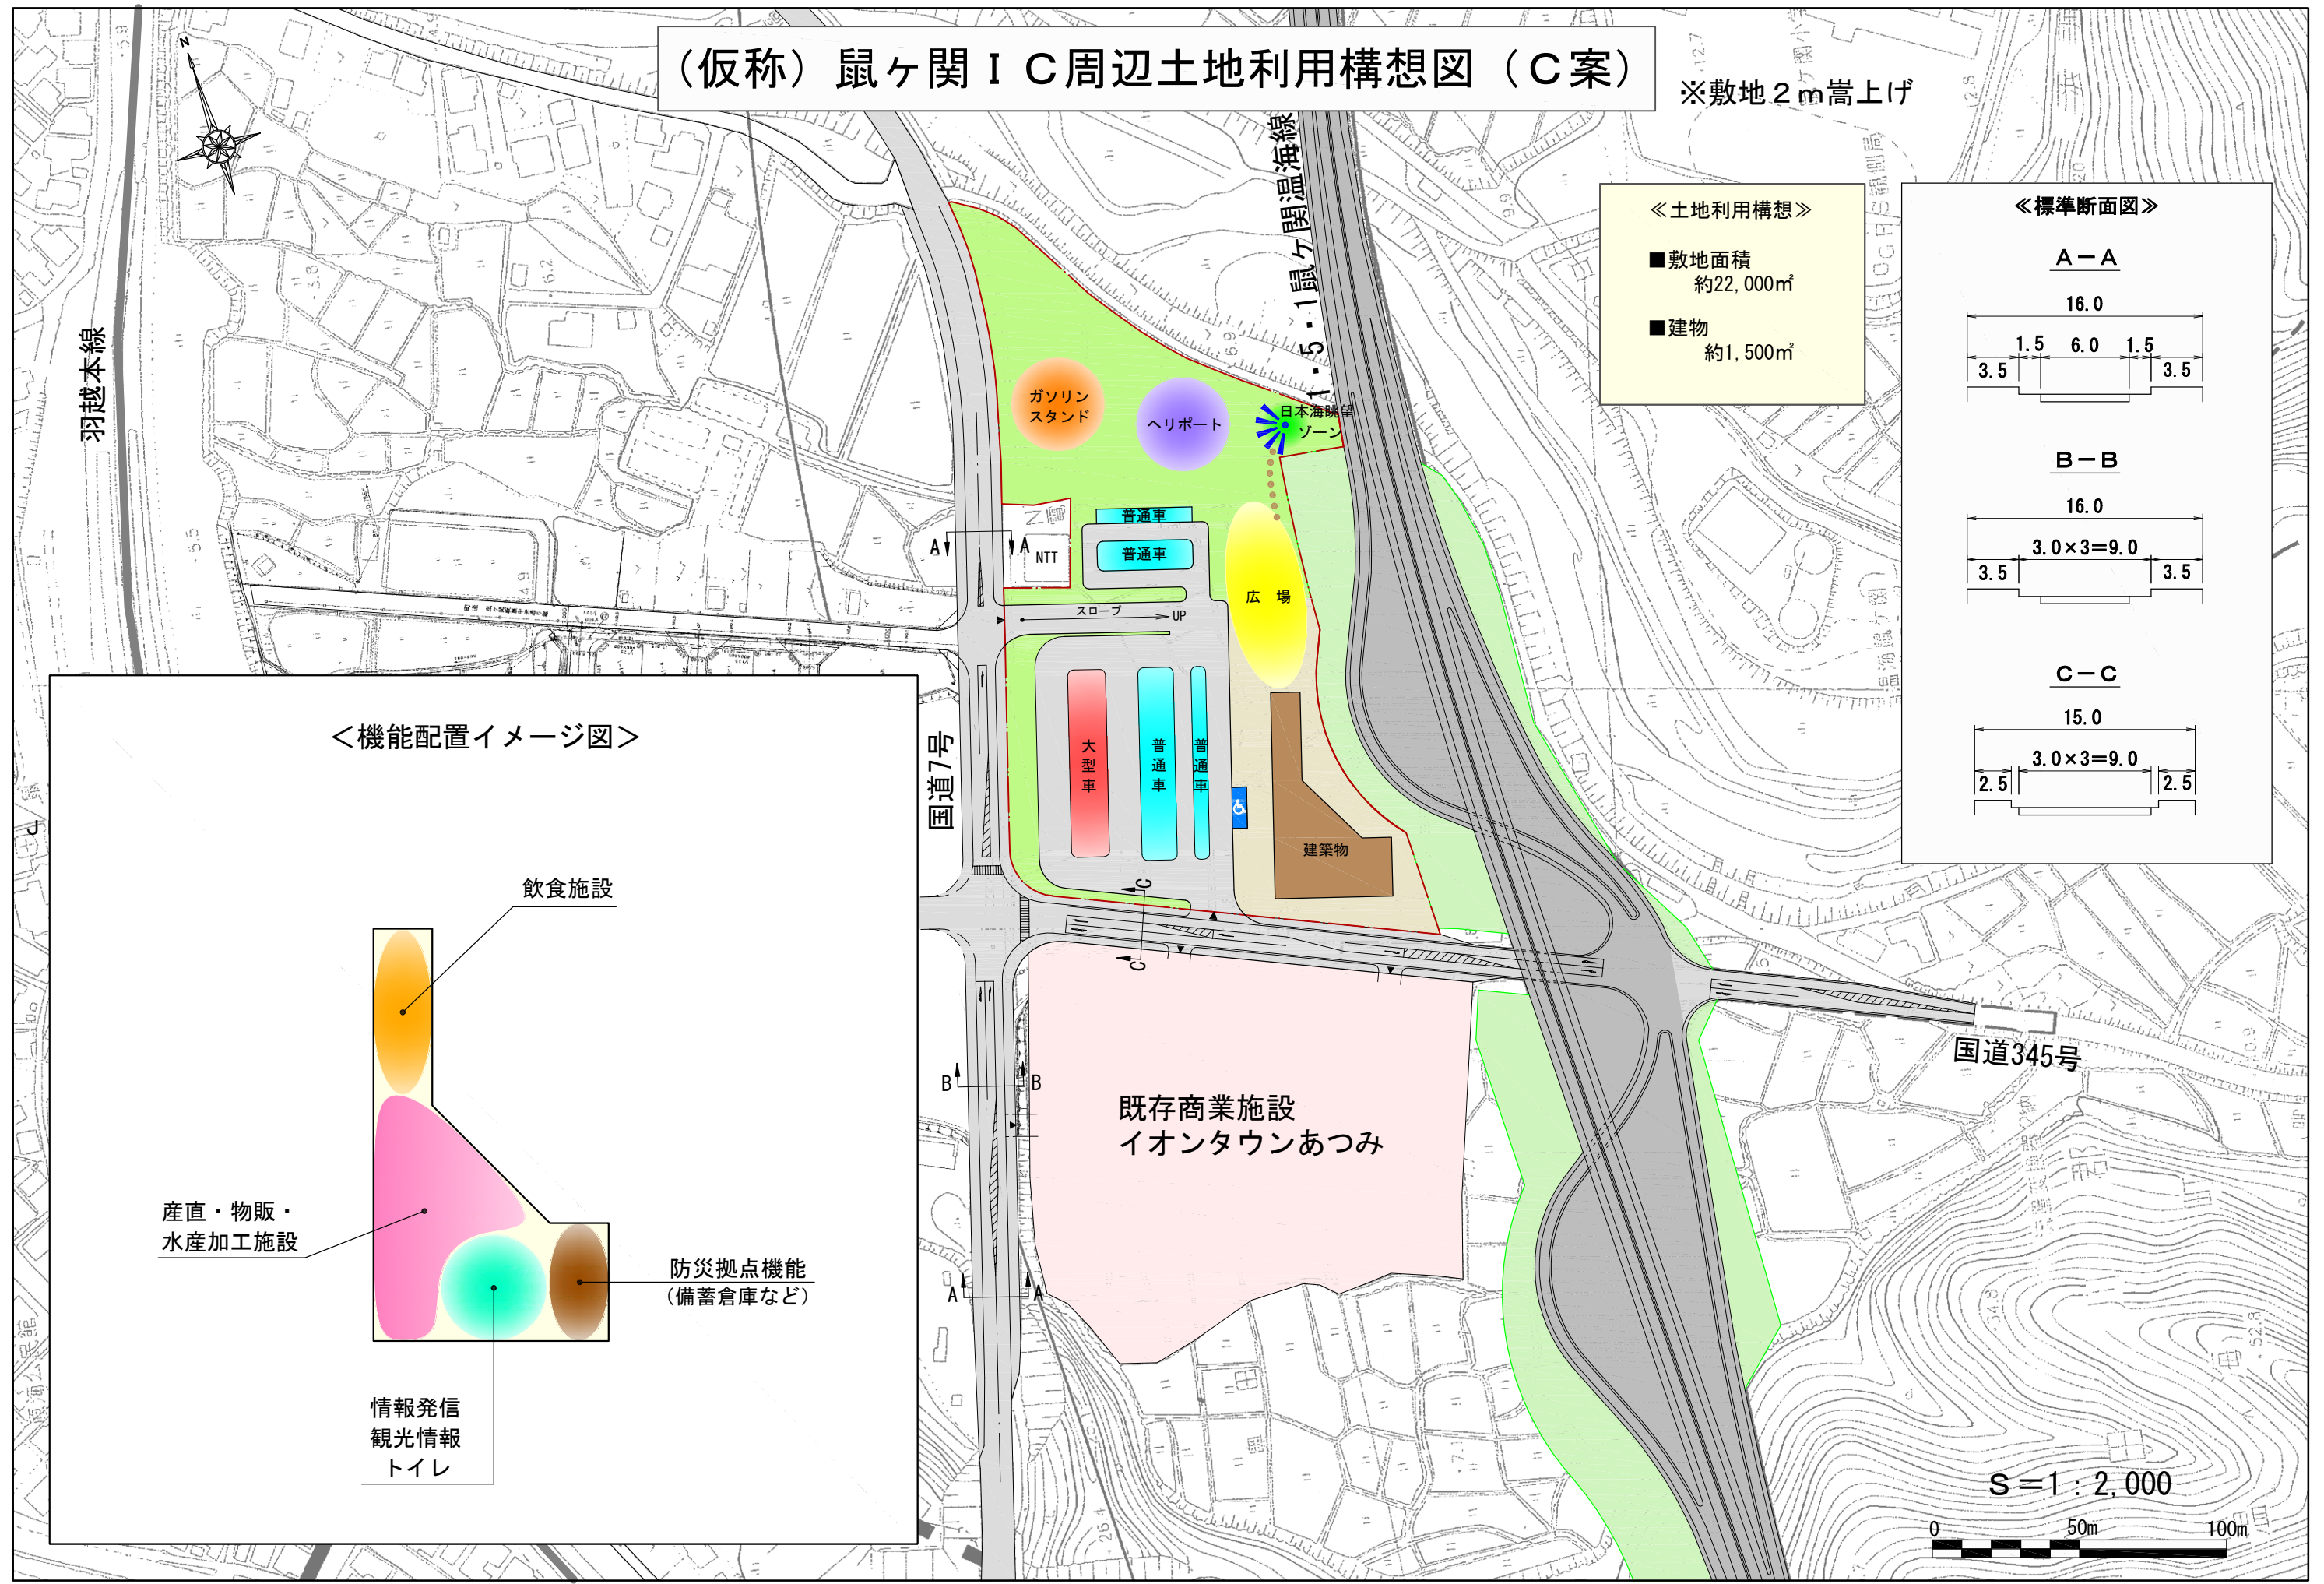 （仮称）鼠ヶ関ＩＣ周辺土地利用構想図（Ｃ案）
※敷地２ｍ嵩上げ
N
羽越本線
1・5・1鼠ヶ関温海線
≪土地利用構想≫
■敷地面積
約22,000㎡
■建物
約1,500㎡
≪標準断面図≫
Ａ－Ａ
16.0
1.5 6.0 1.5
3.5 3.5
Ｂ－Ｂ
16.0
3.0×3=9.0
3.5 3.5
Ｃ－Ｃ
15.0
3.0×3=9.0
2.5 2.5
ガソリン
スタンド
ヘリポート
日本海眺望
ゾーン
普通車
普通車
A A
NTT
広　場
スロープ
UP
国道7号
大型車
普通車
普通車
建築物
C
C
B B
A A
既存商業施設
イオンタウンあつみ
国道345号
＜機能配置イメージ図＞
飲食施設
産直・物販・
水産加工施設
防災拠点機能
（備蓄倉庫など）
情報発信
観光情報
トイレ
Ｓ＝1：2,000
0 50m 100m